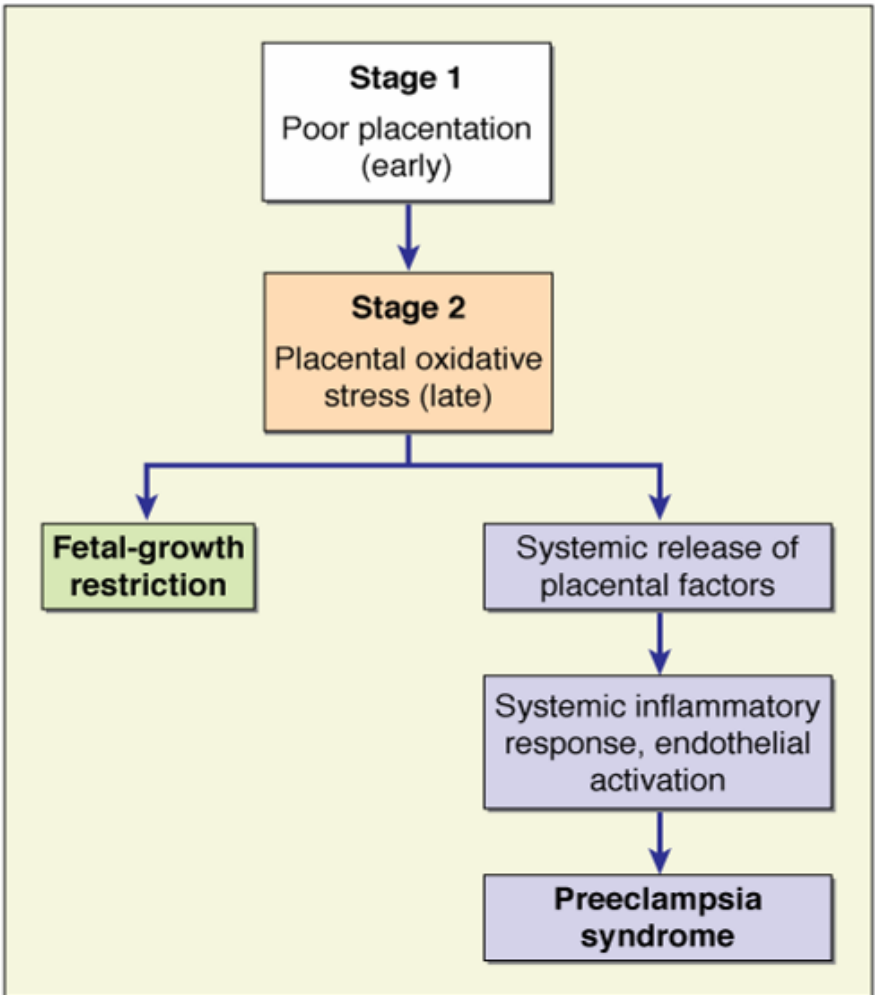 Stage 1
Poor placentation
(early)
Stage 2
Placental oxidative
stress (late)
Fetal-growth
restriction
Systemic release of
placental factors
Systemic inflammatory
response, endothelial
activation
Preeclampsia
syndrome